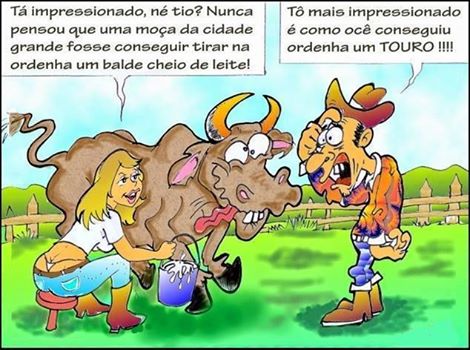 Tá impressionado, né tio? Nunca
pensou que uma moça da cidade
grande fosse conseguir tirar na
ordenha um balde cheio de leite!
Tô mais impressionado
é como ocê conseguiu
ordenha um TOURO !!!!